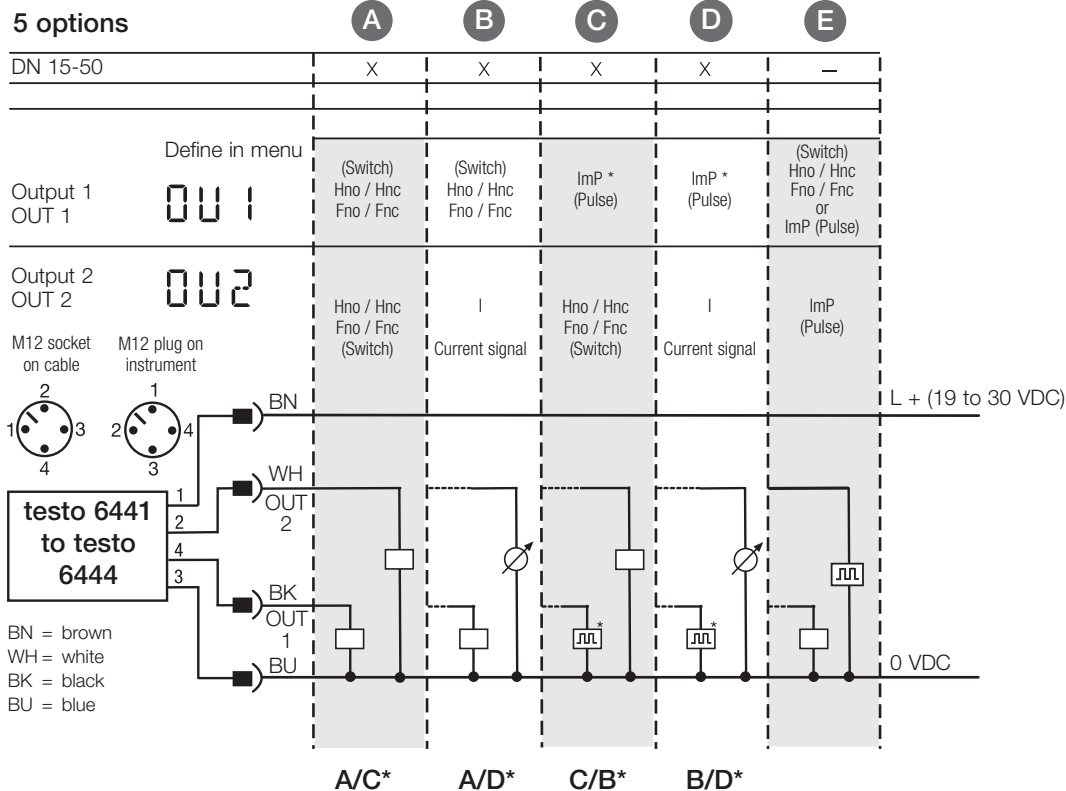 5 options A B C D E
DN 15-50 X X X X –
Define in menu
Output 1
OUT 1
OU1
(Switch)
Hno / Hnc
Fno / Fnc
(Switch)
Hno / Hnc
Fno / Fnc
ImP *
(Pulse)
ImP *
(Pulse)
(Switch)
Hno / Hnc
Fno / Fnc
or
ImP (Pulse)
Output 2
OUT 2
OU2
Hno / Hnc
Fno / Fnc
(Switch)
I
Current signal
Hno / Hnc
Fno / Fnc
(Switch)
I
Current signal
ImP
(Pulse)
M12 socket
on cable
2
1 3
4
M12 plug on
instrument
1
2 4
3
BN
L + (19 to 30 VDC)
WH
OUT
2
testo 6441
to testo
6444
1
2
4
3
BK
OUT
1
*
*
BU
0 VDC
BN = brown
WH = white
BK = black
BU = blue
A/C* A/D* C/B* B/D*